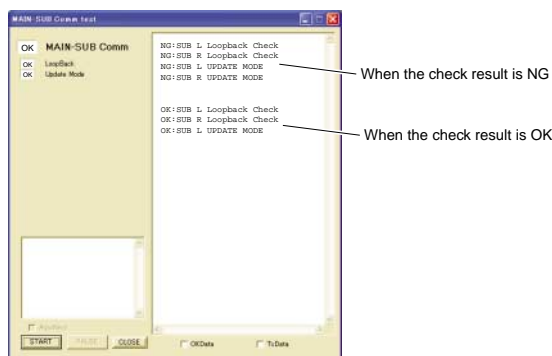 MAIN-SUB Comm test
OK MAIN-SUB Comm
OK LoopBack
OK Update Mode
NG:SUB L Loopback Check
NG:SUB R Loopback Check
NG:SUB L UPDATE MODE
NG:SUB R UPDATE MODE
When the check result is NG
OK:SUB L Loopback Check
OK:SUB R Loopback Check
OK:SUB L UPDATE MODE
When the check result is OK
START
CLOSE
OKData
TxData